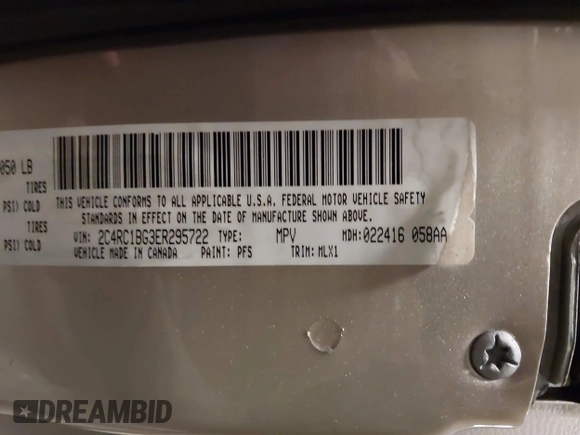 050 LB
TIRES
PSI) COLD
TIRES
PSI) COLD
THIS VEHICLE CONFORMS TO ALL APPLICABLE U.S.A. FEDERAL MOTOR VEHICLE SAFETY
STANDARDS IN EFFECT ON THE DATE OF MANUFACTURE SHOWN ABOVE.
VIN: 2C4RC1BG3ER295722 TYPE: MPV MDH:022416 058AA
VEHICLE MADE IN CANADA PAINT: PFS TRIM: MLX1
DREAMBID